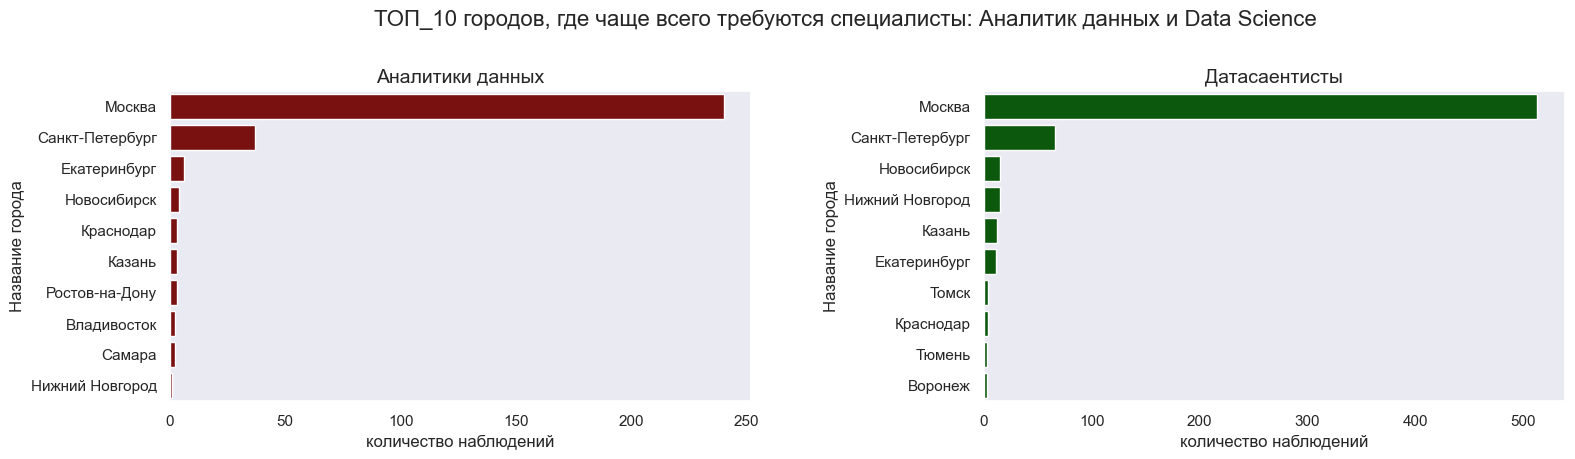 ТОП_10 городов, где чаще всего требуются специалисты: Аналитик данных и Data Science
Аналитики данных
Название города
Москва
Санкт-Петербург
Екатеринбург
Новосибирск
Краснодар
Казань
Ростов-на-Дону
Владивосток
Самара
Нижний Новгород
0 50 100 150 200 250
количество наблюдений
Датасаентисты
Название города
Москва
Санкт-Петербург
Новосибирск
Нижний Новгород
Казань
Екатеринбург
Томск
Краснодар
Тюмень
Воронеж
0 100 200 300 400 500
количество наблюдений